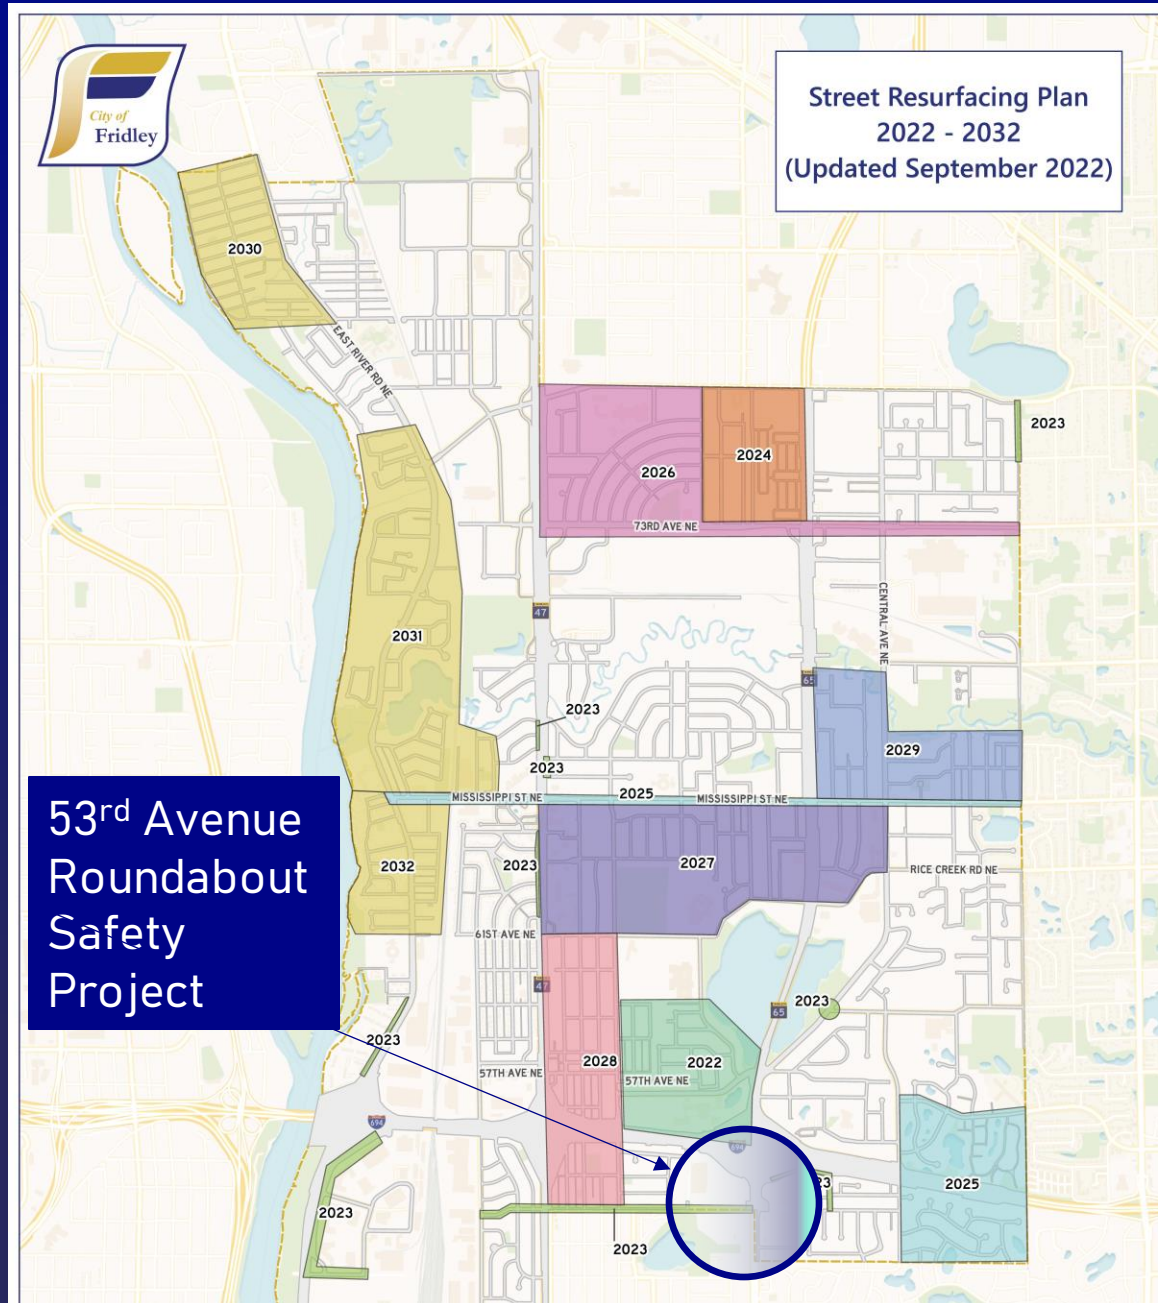 City of
Fridley
Street Resurfacing Plan
2022 - 2032
(Updated September 2022)
2030
EAST RIVER RD NE
2023
2024
2026
73RD AVE NE
47
CENTRAL AVE NE
2031
65
2023
2029
2023
MISSISSIPPI ST NE
2025
MISSISSIPPI ST NE
53rd Avenue
Roundabout
Safety
Project
2032
2023
2027
RICE CREEK RD NE
61ST AVE NE
47
2023
65
2023
2028
2022
57TH AVE NE
57TH AVE NE
694
2025
23
2023
2023